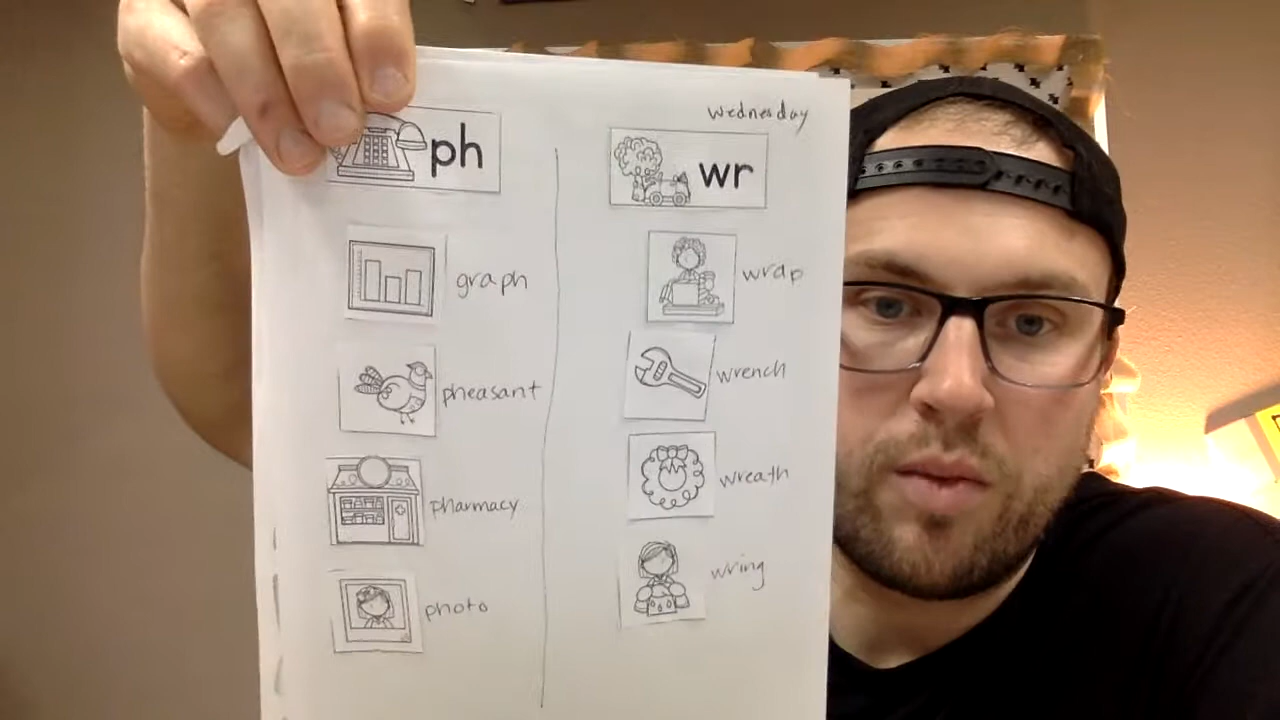 Wednesday
ph
wr
graph
pheasant
pharmacy
photo
wrap
wrench
wreath
wring